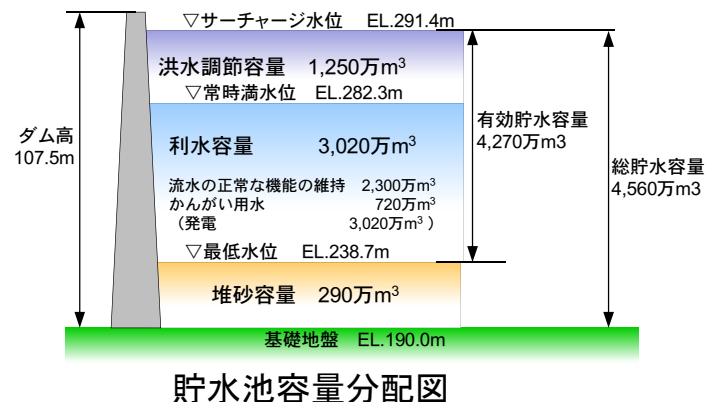 ▽サーチャージ水位 EL.291.4m
洪水調節容量 1,250万m³
▽常時満水位 EL.282.3m
有効貯水容量
4,270万m3
ダム高
107.5m
利水容量 3,020万m³
総貯水容量
4,560万m3
流水の正常な機能の維持 2,300万m³
かんがい用水 720万m³
（発電 3,020万m³ ）
▽最低水位 EL.238.7m
堆砂容量 290万m³
基礎地盤 EL.190.0m
貯水池容量分配図